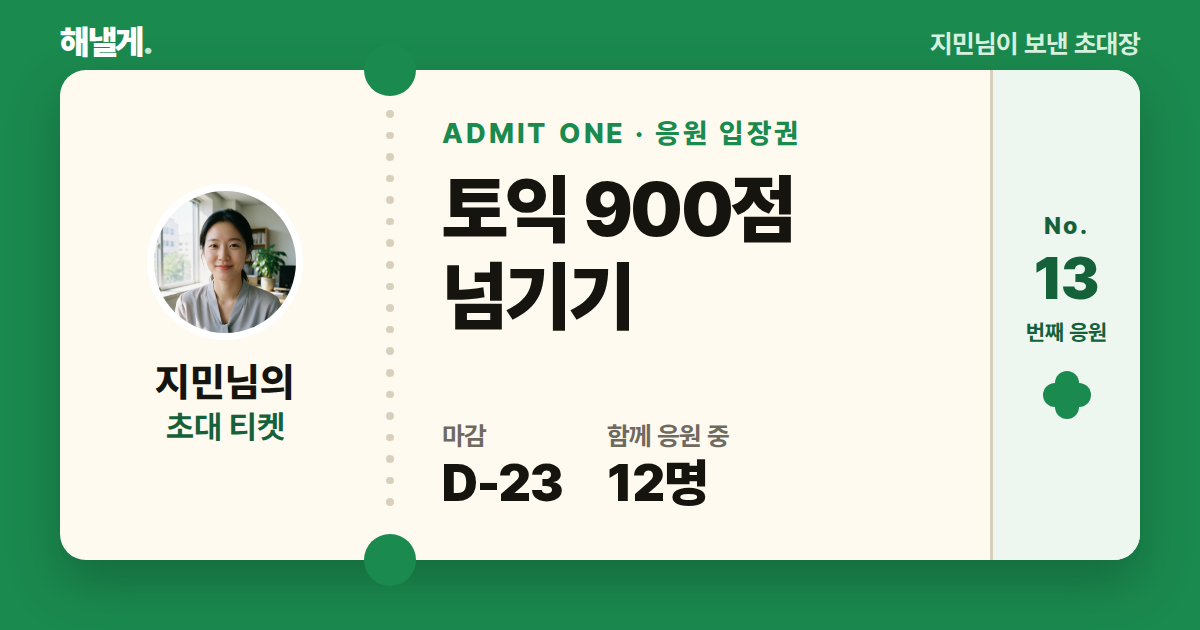 해낼게.
지민님이 보낸 초대장
지민님의
초대 티켓
ADMIT ONE · 응원 입장권
토익 900점
넘기기
마감
D-23
함께 응원 중
12명
No.
13
번째 응원